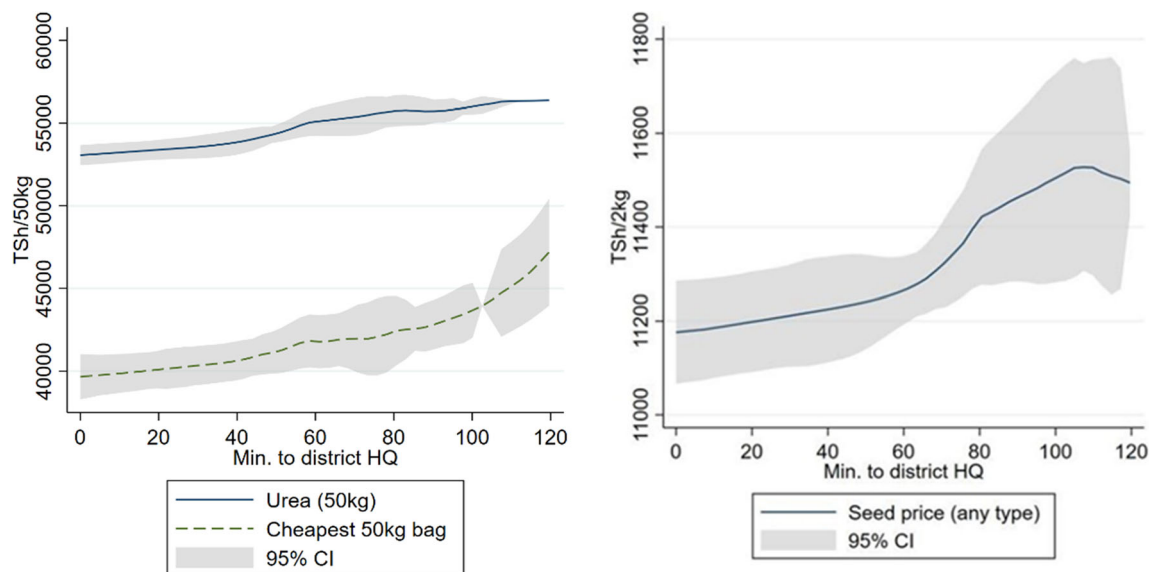 60000
55000
50000
45000
40000
TSh/50kg
0 20 40 60 80 100 120
Min. to district HQ
Urea (50kg)
Cheapest 50kg bag
95% CI
11800
11600
11400
11200
11000
TSh/2kg
0 20 40 60 80 100 120
Min. to district HQ
Seed price (any type)
95% CI